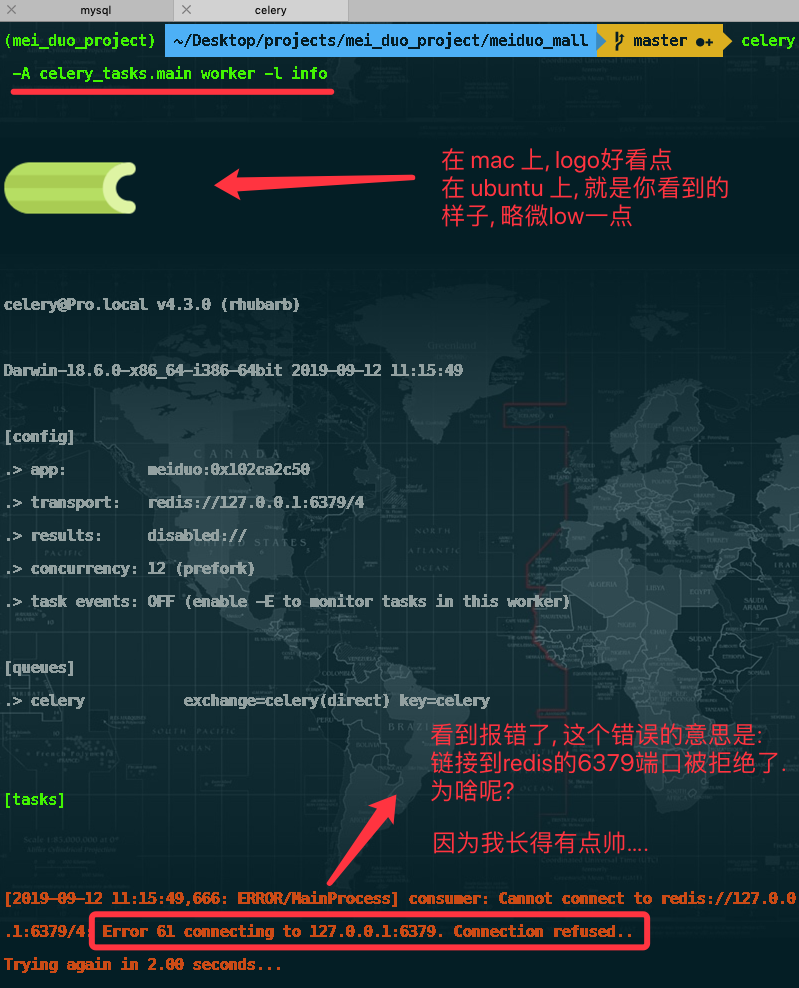 mysql
celery
(mei_duo_project) ~/Desktop/projects/mei_duo_project/meiduo_mall master ●+ celery
-A celery_tasks.main worker -l info
在 mac 上, logo好看点
在 ubuntu 上, 就是你看到的
样子, 略微low一点
celery@Pro.local v4.3.0 (rhubarb)
Darwin-18.6.0-x86_64-i386-64bit 2019-09-12 11:15:49
[config]
.> app: meiduo:0x102ca2c50
.> transport: redis://127.0.0.1:6379/4
.> results: disabled://
.> concurrency: 12 (prefork)
.> task events: OFF (enable -E to monitor tasks in this worker)
[queues]
.> celery exchange=celery(direct) key=celery
看到报错了, 这个错误的意思是:
链接到redis的6379端口被拒绝了.
为啥呢?
[tasks]
因为我长得有点帅....
[2019-09-12 11:15:49,666: ERROR/MainProcess] consumer: Cannot connect to redis://127.0.0
.1:6379/4: Error 61 connecting to 127.0.0.1:6379. Connection refused..
Trying again in 2.00 seconds...